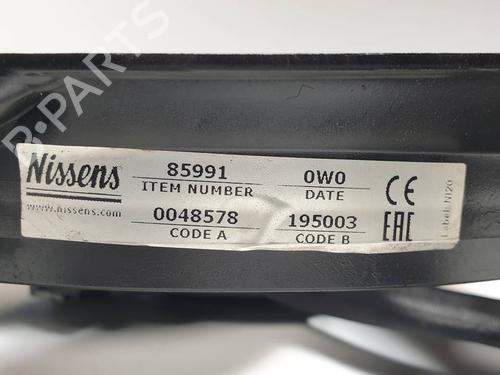 B-PARTS
Nissens
www.nissens.com
85991
ITEM NUMBER
0W0
DATE
0048578
CODE A
195003
CODE B
CE
EAC
Label: NI20